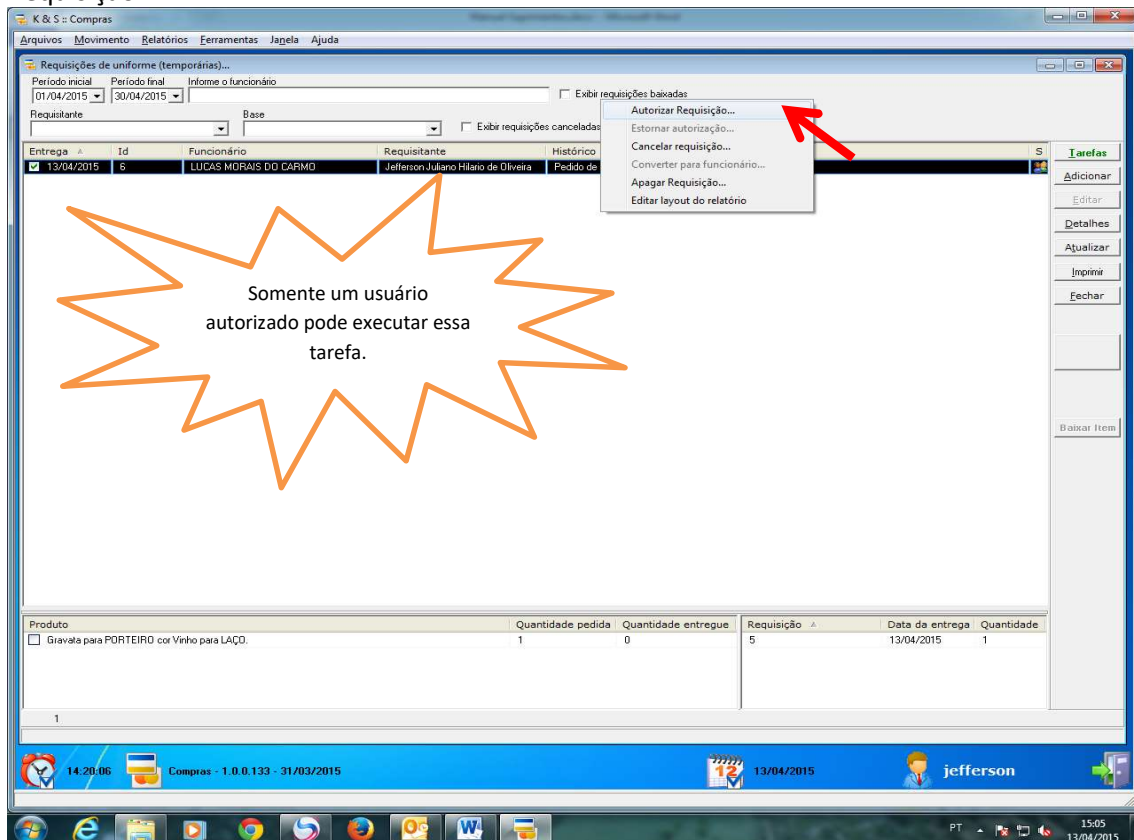 K & S :: Compras
Arquivos Movimento Relatórios Ferramentas Janela Ajuda
Requisições de uniforme (temporárias)...
Período inicial Período final Informe o funcionário
01/04/2015 30/04/2015
Exibir requisições baixadas
Requisitante Base
Exibir requisições canceladas
Autorizar Requisição...
Estornar autorização...
Cancelar requisição...
Converter para funcionário...
Apagar Requisição...
Editar layout do relatório
Entrega Id Funcionário Requisitante Histórico S
13/04/2015 6 LUCAS MORAIS DO CARMO Jefferson Juliano Hilario de Oliveira Pedido de
Tarefas
Adicionar
Editar
Detalhes
Atualizar
Imprimir
Fechar
Baixar Item
Somente um usuário
autorizado pode executar essa
tarefa.
Produto Quantidade pedida Quantidade entregue Requisição Data da entrega Quantidade
Gravata para PORTEIRO cor Vinho para LAÇO. 1 0 5 13/04/2015 1
1
14:20:06 Compras - 1.0.0.133 - 31/03/2015 12 13/04/2015 jefferson
PT 15:05
13/04/2015